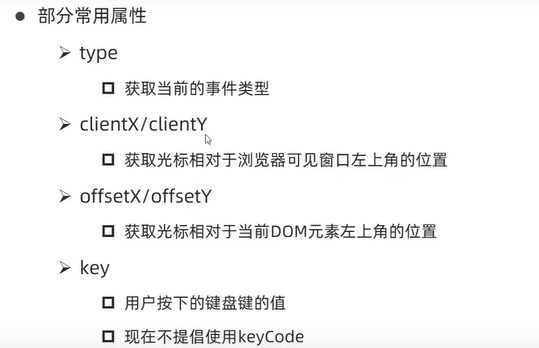 部分常用属性
type
获取当前的事件类型
clientX/clientY
获取光标相对于浏览器可见窗口左上角的位置
offsetX/offsetY
获取光标相对于当前DOM元素左上角的位置
key
用户按下的键盘键的值
现在不提倡使用keyCode